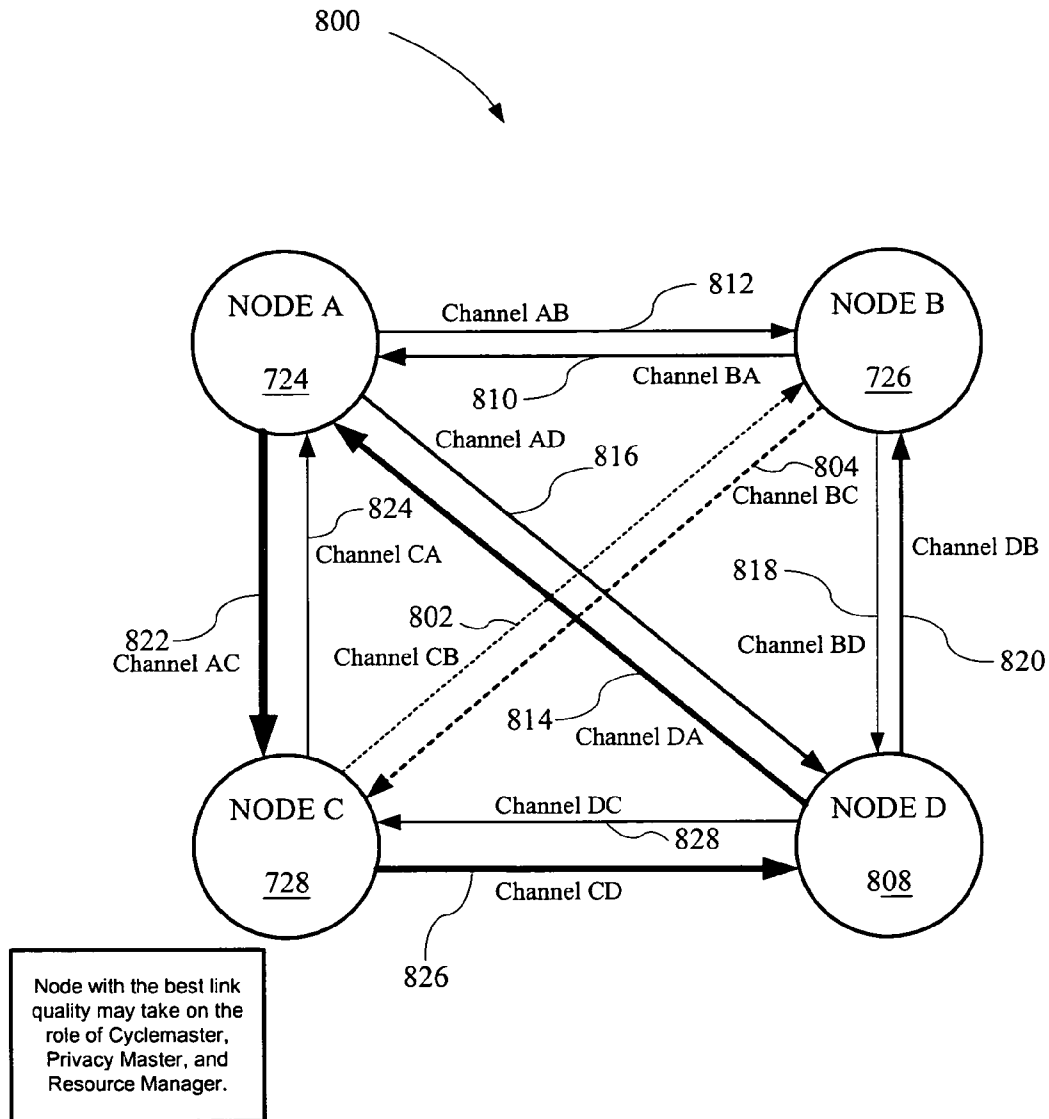 800
NODE A
724
NODE B
726
812
Channel AB
Channel BA
810
Channel AD
816
804
Channel BC
824
Channel CA
Channel DB
818
822
Channel AC
802
Channel CB
Channel BD
820
814
Channel DA
NODE C
728
Channel DC
828
NODE D
808
Channel CD
826
Node with the best link
quality may take on the
role of Cyclemaster,
Privacy Master, and
Resource Manager.